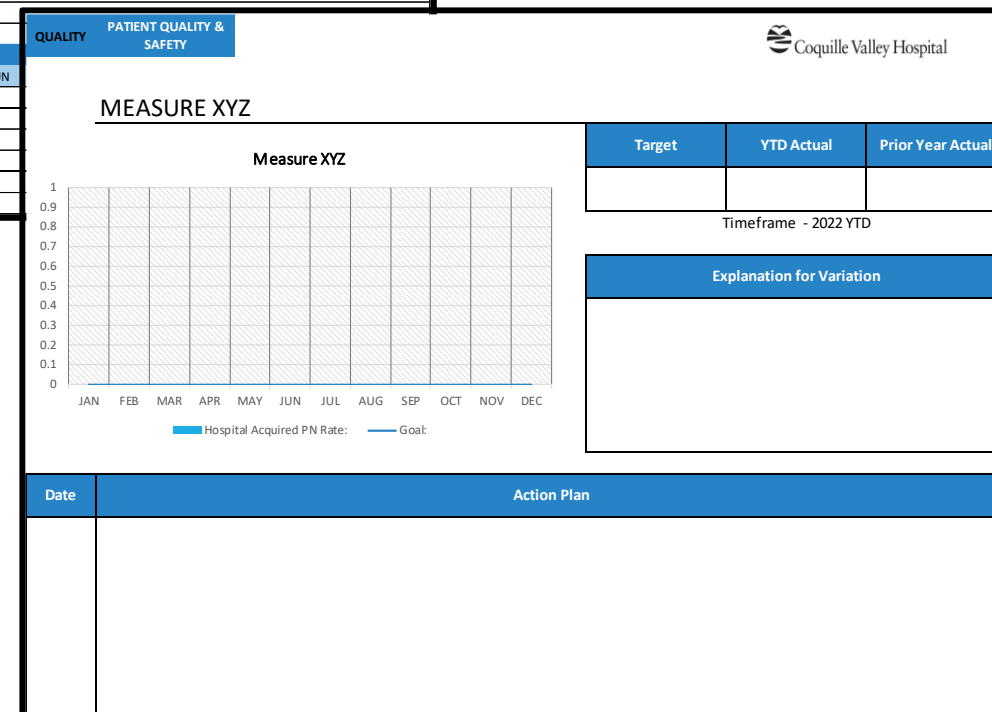 PATIENT QUALITY &
QUALITY
SAFETY
Coquille Valley Hospital
MEASURE XYZ
Target YTD Actual Prior Year Actual
Measure XYZ
1
0.9
0.8
0.7
0.6
0.5
0.4
0.3
0.2
0.1
0
JAN FEB MAR APR MAY JUN JUL AUG SEP OCT NOV DEC
Hospital Acquired PN Rate: Goal:
Timeframe - 2022 YTD
Explanation for Variation
Date Action Plan